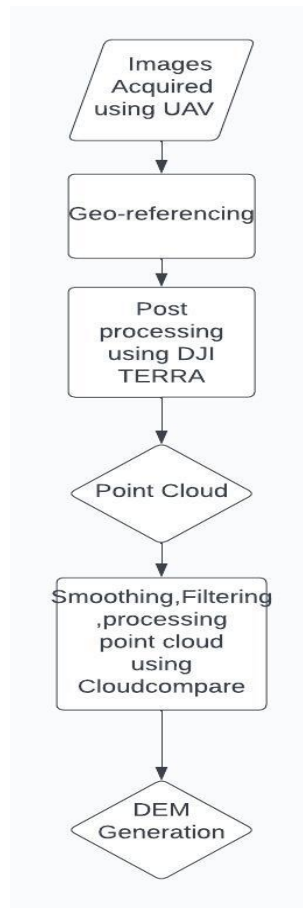 Images
Acquired
using UAV
Geo-referencing
Post
processing
using DJI
TERRA
Point Cloud
Smoothing,Filtering
,processing
point cloud
using
Cloudcompare
DEM
Generation